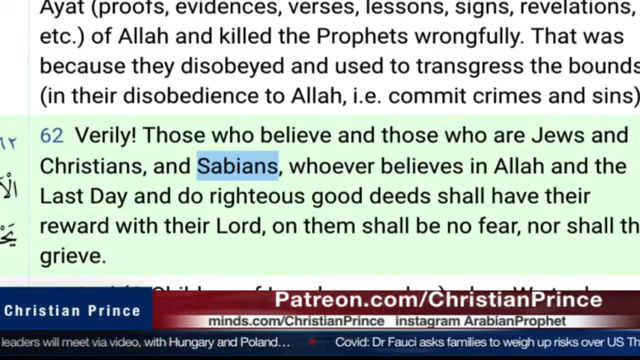 Ayat (proofs, evidences, verses, lessons, signs, revelations,
etc.) of Allah and killed the Prophets wrongfully. That was
because they disobeyed and used to transgress the bounds
(in their disobedience to Allah, i.e. commit crimes and sins)
62 Verily! Those who believe and those who are Jews and
Christians, and Sabians, whoever believes in Allah and the
Last Day and do righteous good deeds shall have their
reward with their Lord, on them shall be no fear, nor shall th
grieve.
٦٢
Christian Prince
Patreon.com/ChristianPrince
minds.com/ChristianPrince instagram ArabianProphet
leaders will meet via video, with Hungary and Poland... Covid: Dr Fauci asks families to weigh up risks over US Th